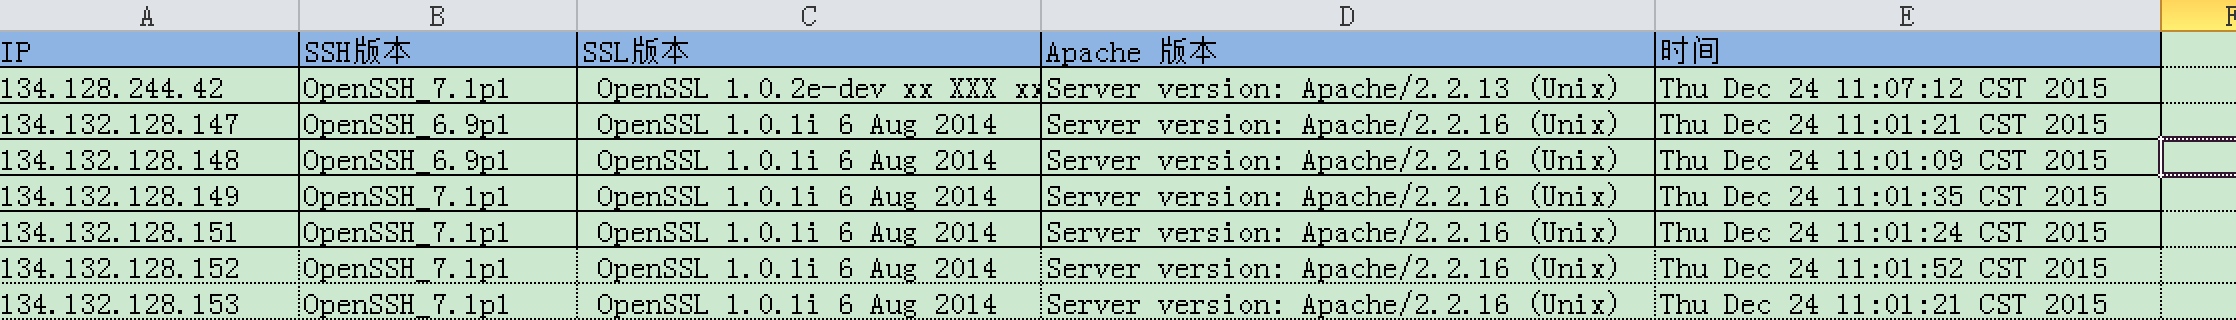 A B C D E
IP SSH版本 SSL版本 Apache 版本 时间
134.128.244.42 OpenSSH_7.1p1 OpenSSL 1.0.2e-dev xx XXX xx Server version: Apache/2.2.13 (Unix) Thu Dec 24 11:07:12 CST 2015
134.132.128.147 OpenSSH_6.9p1 OpenSSL 1.0.1i 6 Aug 2014 Server version: Apache/2.2.16 (Unix) Thu Dec 24 11:01:21 CST 2015
134.132.128.148 OpenSSH_6.9p1 OpenSSL 1.0.1i 6 Aug 2014 Server version: Apache/2.2.16 (Unix) Thu Dec 24 11:01:09 CST 2015
134.132.128.149 OpenSSH_7.1p1 OpenSSL 1.0.1i 6 Aug 2014 Server version: Apache/2.2.16 (Unix) Thu Dec 24 11:01:35 CST 2015
134.132.128.151 OpenSSH_7.1p1 OpenSSL 1.0.1i 6 Aug 2014 Server version: Apache/2.2.16 (Unix) Thu Dec 24 11:01:24 CST 2015
134.132.128.152 OpenSSH_7.1p1 OpenSSL 1.0.1i 6 Aug 2014 Server version: Apache/2.2.16 (Unix) Thu Dec 24 11:01:52 CST 2015
134.132.128.153 OpenSSH_7.1p1 OpenSSL 1.0.1i 6 Aug 2014 Server version: Apache/2.2.16 (Unix) Thu Dec 24 11:01:21 CST 2015